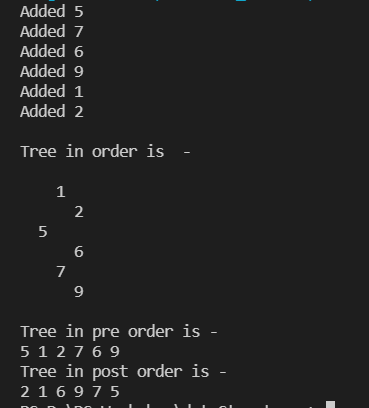 Added 5
Added 7
Added 6
Added 9
Added 1
Added 2
Tree in order is  -
1
2
5
6
7
9
Tree in pre order is -
5 1 2 7 6 9
Tree in post order is -
2 1 6 9 7 5